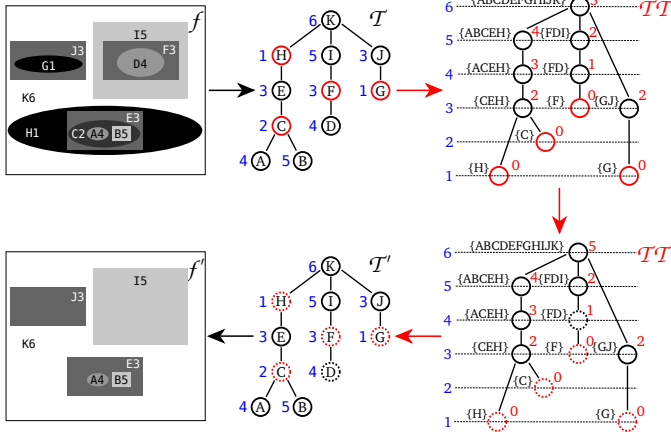 f
I5
J3
G1
F3
D4
K6
H1
E3
C2
A4
B5
𝒯
6 K
1 H 5 I 3 J
3 E 3 F 1 G
2 C 4 D
4 A 5 B
𝒯𝒯
6 {ABCDEFGHIJK} 5
5 {ABCEH} 4 {FDI} 2
4 {ACEH} 3 {FD} 1
3 {CEH} 2 {F} 0 {GJ} 2
2 {C} 0
1 {H} 0 {G} 0
f'
I5
J3
K6
E3
A4
B5
𝒯'
6 K
1 H 5 I 3 J
3 E 3 F 1 G
2 C 4 D
4 A 5 B
𝒯𝒯
6 {ABCDEFGHIJK} 5
5 {ABCEH} 4 {FDI} 2
4 {ACEH} 3 {FD} 1
3 {CEH} 2 {F} 0 {GJ} 2
2 {C} 0
1 {H} 0 {G} 0